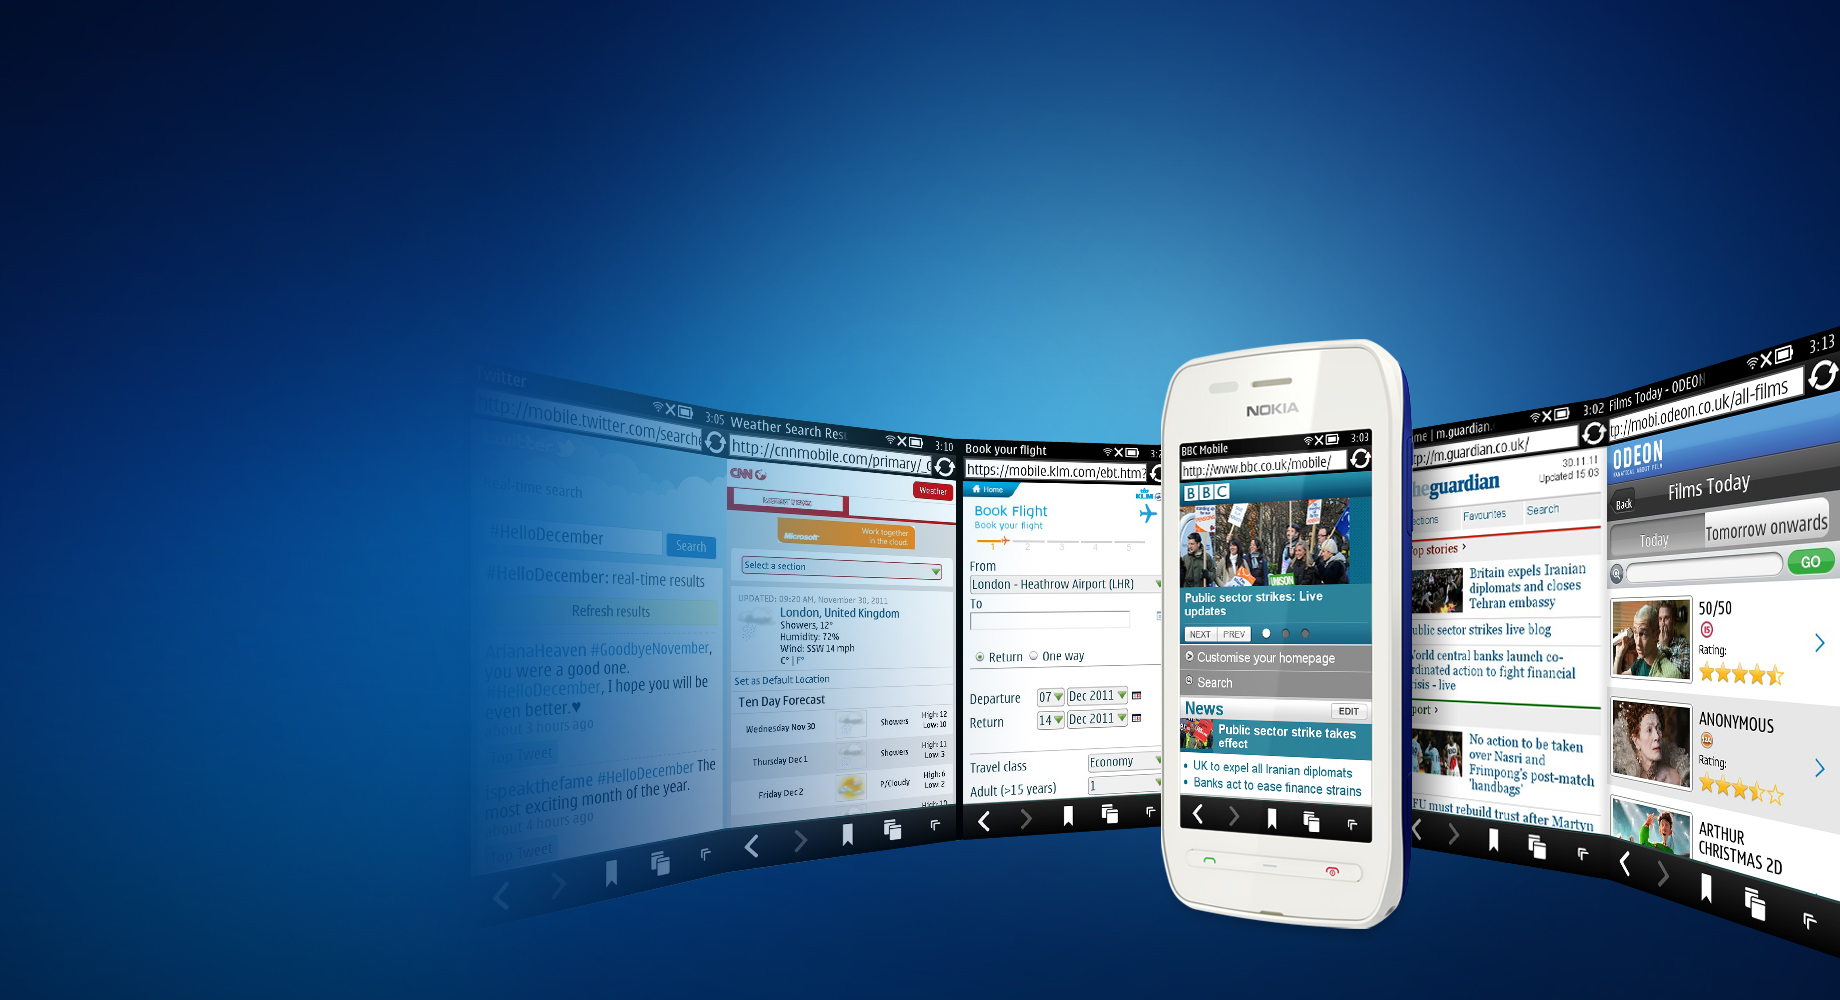 Twitter
3:05
http://mobile.twitter.com/searche
real-time search
#HelloDecember
Search
#HelloDecember: real-time results
Refresh results
ArianaHeaven #GoodbyeNovember,
you were a good one.
#HelloDecember, I hope you will be
even better.♥
about 3 hours ago
Top Tweet
speakthefame #HelloDecember The
most exciting month of the year.
about 4 hours ago
Top Tweet
Weather Search Res
3:10
http://cnnmobile.com/primary/_
CNN
Weather
Microsoft
Work together
in the cloud.
Select a section
UPDATED: 09:20 AM, November 30, 2011
London, United Kingdom
Showers, 12°
Humidity: 72%
Wind: SSW 14 mph
C° | F°
Set as Default Location
Ten Day Forecast
Wednesday Nov 30
Showers
High: 12
Low: 10
Thursday Dec 1
Showers
High: 11
Low: 3
Friday Dec 2
P/Cloudy
High: 6
Low: 2
High: 10
Book your flight
https://mobile.klm.com/ebt.htm?
Home
KLM
Book Flight
Book your flight
1 2 3 4 5
From
London - Heathrow Airport (LHR)
To
Return
One way
Departure
07
Dec 2011
Return
14
Dec 2011
Travel class
Economy
Adult (>15 years)
1
NOKIA
BBC Mobile
3:03
http://www.bbc.co.uk/mobile/
BBC
UNISON
Public sector strikes: Live
updates
NEXT
PREV
Customise your homepage
Search
News
EDIT
Public sector strike takes
effect
UK to expel all Iranian diplomats
Banks act to ease finance strains
me | m.guardian.
3:02
tp://m.guardian.co.uk/
heguardian
30.11.11
Updated 15 03
ections
Favourites
Search
op stories ›
Britain expels Iranian
diplomats and closes
Tehran embassy
ublic sector strikes live blog
orld central banks launch co-
rdinated action to fight financial
isis - live
port ›
No action to be taken
over Nasri and
Frimpong's post-match
'handbags'
FU must rebuild trust after Martyn
Films Today - ODEON
3:13
tp://mobi.odeon.co.uk/all-films
ODEON
FANATICAL ABOUT FILM
Back
Films Today
Today
Tomorrow onwards
GO
50/50
15
Rating:
ANONYMOUS
12A
Rating:
ARTHUR
CHRISTMAS 2D